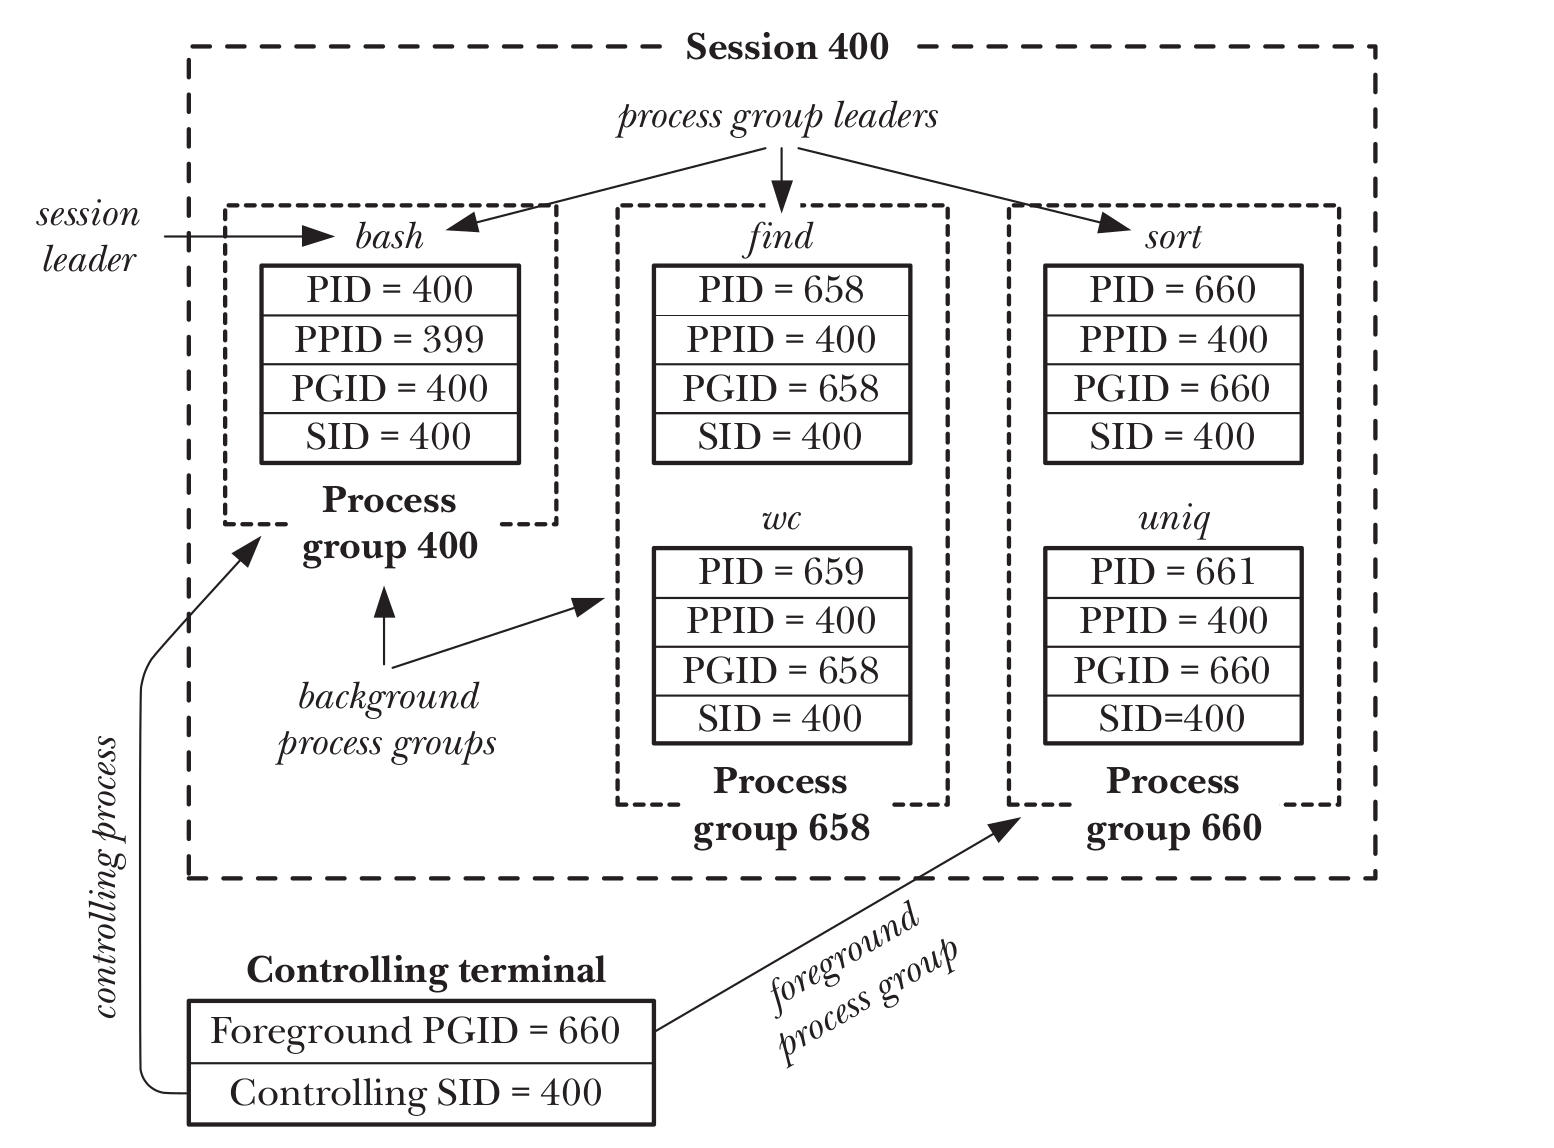 Session 400
process group leaders
session
leader
bash
PID = 400
PPID = 399
PGID = 400
SID = 400
Process
group 400
find
PID = 658
PPID = 400
PGID = 658
SID = 400
wc
PID = 659
PPID = 400
PGID = 658
SID = 400
Process
group 658
sort
PID = 660
PPID = 400
PGID = 660
SID = 400
uniq
PID = 661
PPID = 400
PGID = 660
SID=400
Process
group 660
background
process groups
controlling process
Controlling terminal
Foreground PGID = 660
Controlling SID = 400
foreground
process group